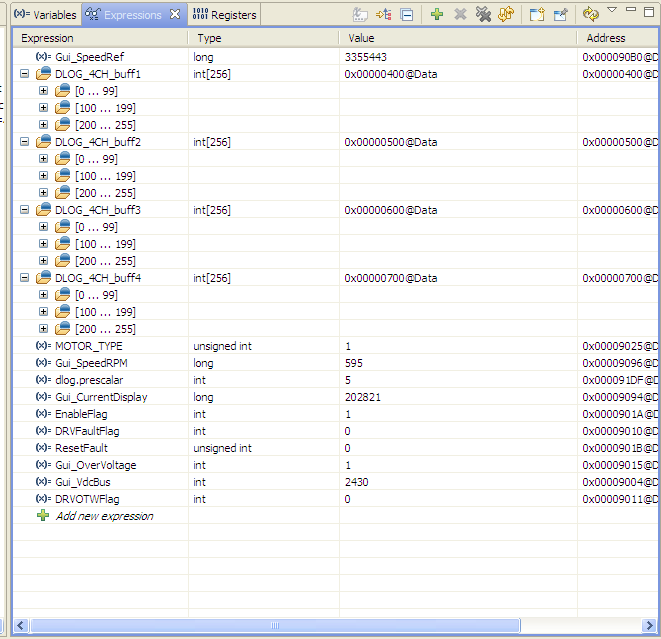 (x)= Variables Expressions 1010 0101 Registers
Expression Type Value Address
(x)= Gui_SpeedRef long 3355443 0x000090B0@D
DLOG_4CH_buff1 int[256] 0x00000400@Data 0x00000400@D
[0 ... 99]
[100 ... 199]
[200 ... 255]
DLOG_4CH_buff2 int[256] 0x00000500@Data 0x00000500@D
[0 ... 99]
[100 ... 199]
[200 ... 255]
DLOG_4CH_buff3 int[256] 0x00000600@Data 0x00000600@D
[0 ... 99]
[100 ... 199]
[200 ... 255]
DLOG_4CH_buff4 int[256] 0x00000700@Data 0x00000700@D
[0 ... 99]
[100 ... 199]
[200 ... 255]
(x)= MOTOR_TYPE unsigned int 1 0x00009025@D
(x)= Gui_SpeedRPM long 595 0x00009096@D
(x)= dlog.prescalar int 5 0x000091DF@D
(x)= Gui_CurrentDisplay long 202821 0x00009094@D
(x)= EnableFlag int 1 0x0000901A@D
(x)= DRVFaultFlag int 0 0x00009010@D
(x)= ResetFault unsigned int 0 0x0000901B@D
(x)= Gui_OverVoltage int 1 0x00009015@D
(x)= Gui_VdcBus int 2430 0x00009004@D
(x)= DRVOTWFlag int 0 0x00009011@D
Add new expression